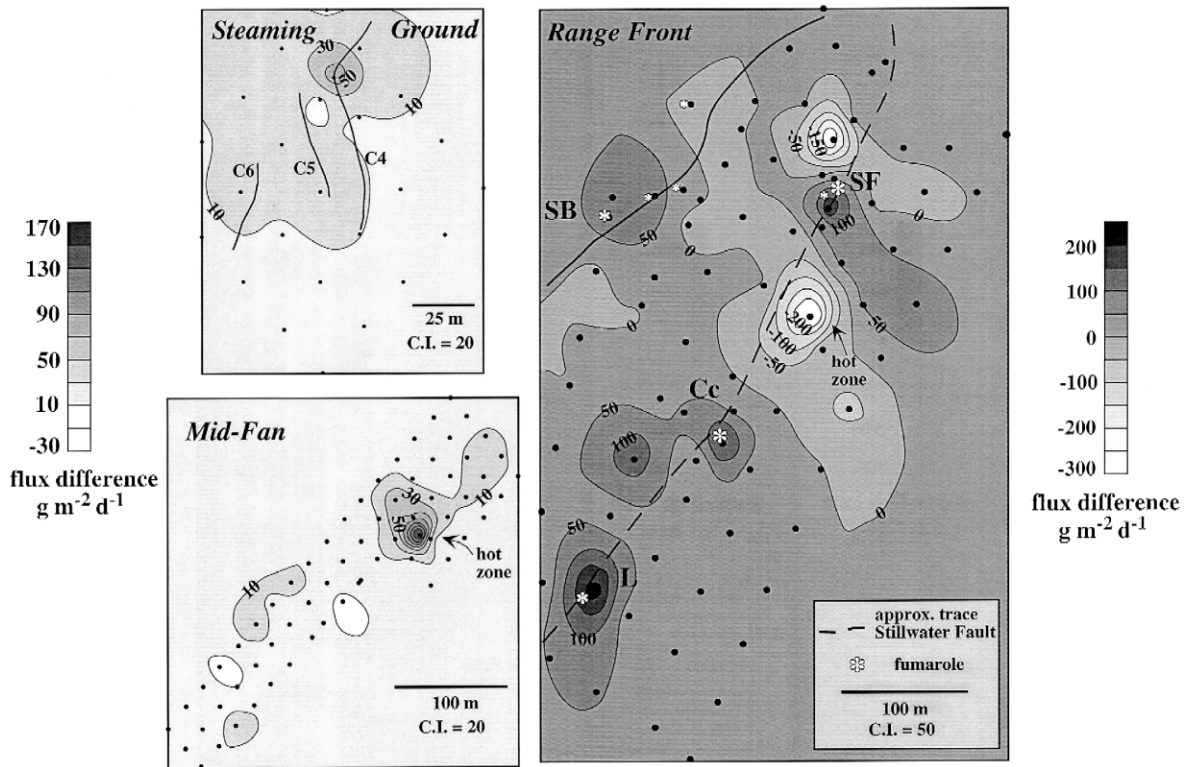 Steaming Ground
30
50
10
C6
C5
C4
10
25 m
C.I. = 20
170
130
90
50
10
-30
flux difference
g m-2 d-1
Mid-Fan
30
10
50
hot
zone
10
100 m
C.I. = 20
Range Front
-50
-150
SF
SB
50
100
0
0
0
-200
-100
-50
-50
hot
zone
Cc
50
100
0
50
L
100
approx. trace
Stillwater Fault
fumarole
100 m
C.I. = 50
200
100
0
-100
-200
-300
flux difference
g m-2 d-1